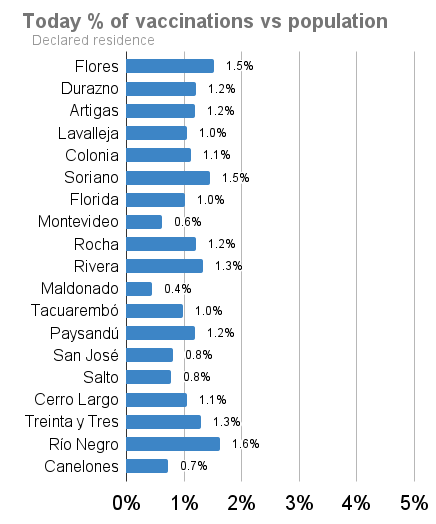 Today % of vaccinations vs population
Declared residence
Flores 1.5%
Durazno 1.2%
Artigas 1.2%
Lavalleja 1.0%
Colonia 1.1%
Soriano 1.5%
Florida 1.0%
Montevideo 0.6%
Rocha 1.2%
Rivera 1.3%
Maldonado 0.4%
Tacuarembó 1.0%
Paysandú 1.2%
San José 0.8%
Salto 0.8%
Cerro Largo 1.1%
Treinta y Tres 1.3%
Río Negro 1.6%
Canelones 0.7%
0% 1% 2% 3% 4% 5%